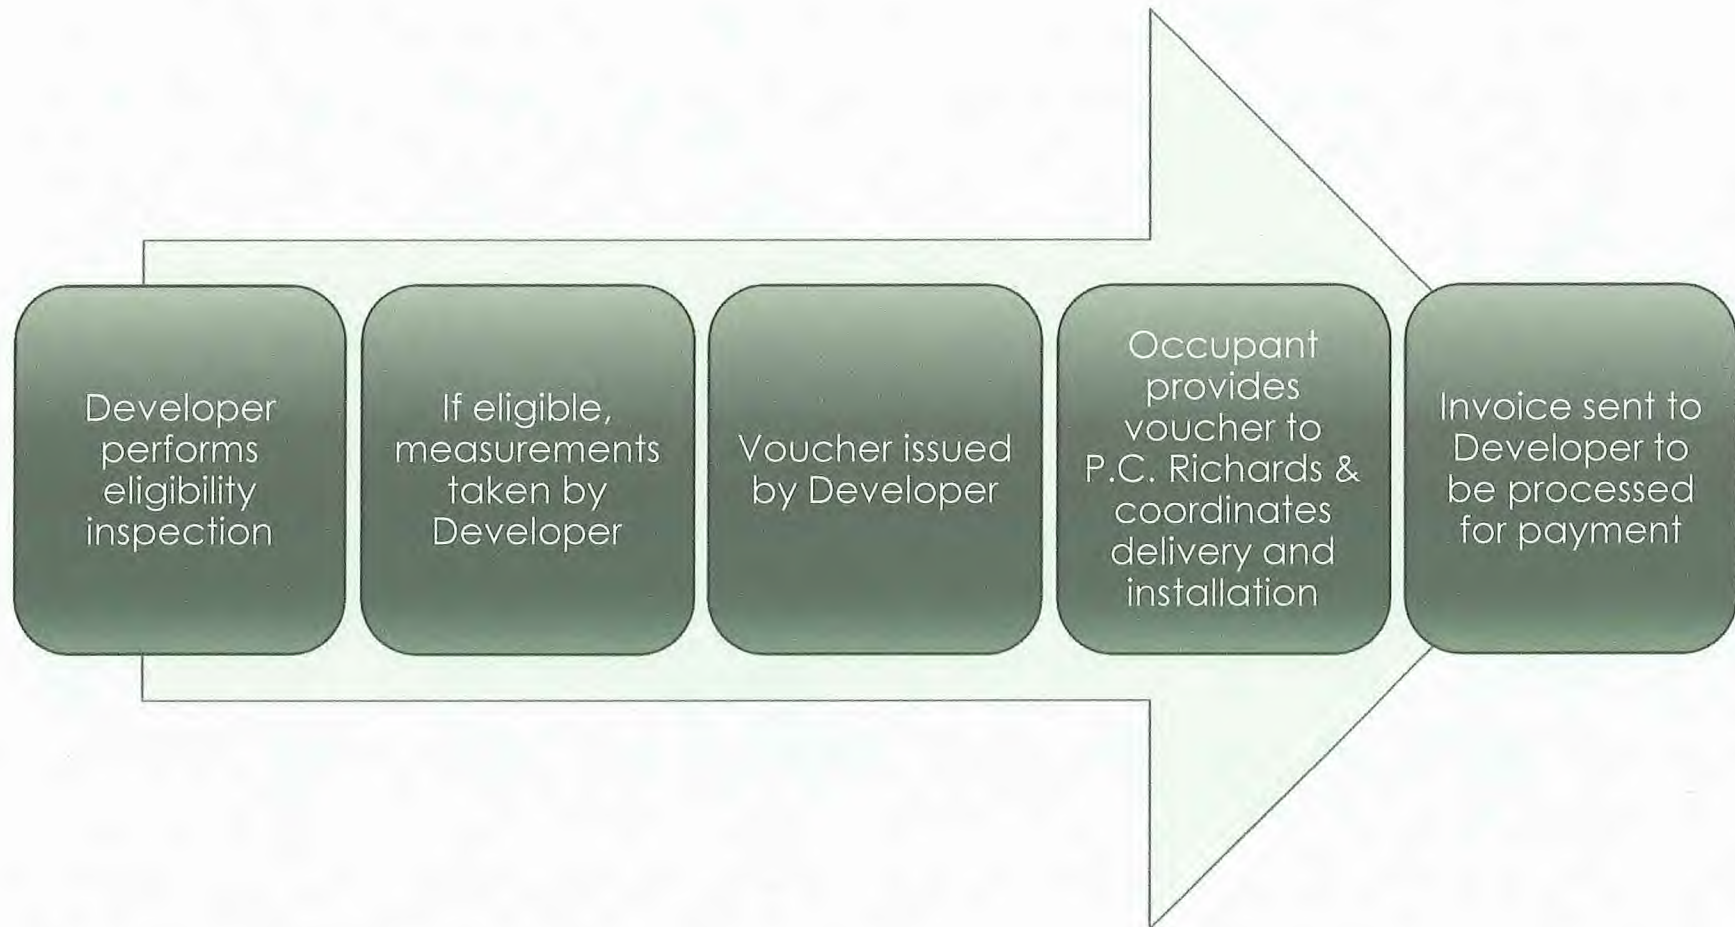 Developer
performs
eligibility
inspection
If eligible,
measurements
taken by
Developer
Voucher issued
by Developer
Occupant
provides
voucher to
P.C. Richards &
coordinates
delivery and
installation
Invoice sent to
Developer to
be processed
for payment